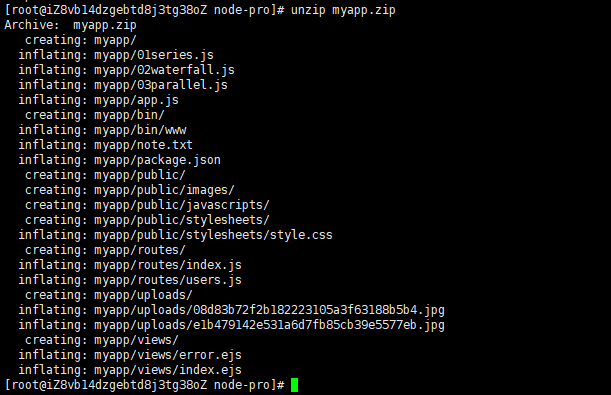 [root@iZ8vb14dzgebtd8j3tg38oZ node-pro]# unzip myapp.zip
Archive:  myapp.zip
   creating: myapp/
  inflating: myapp/01series.js
  inflating: myapp/02waterfall.js
  inflating: myapp/03parallel.js
  inflating: myapp/app.js
   creating: myapp/bin/
  inflating: myapp/bin/www
  inflating: myapp/note.txt
  inflating: myapp/package.json
   creating: myapp/public/
   creating: myapp/public/images/
   creating: myapp/public/javascripts/
   creating: myapp/public/stylesheets/
  inflating: myapp/public/stylesheets/style.css
   creating: myapp/routes/
  inflating: myapp/routes/index.js
  inflating: myapp/routes/users.js
   creating: myapp/uploads/
  inflating: myapp/uploads/08d83b72f2b182223105a3f63188b5b4.jpg
  inflating: myapp/uploads/e1b479142e531a6d7fb85cb39e5577eb.jpg
   creating: myapp/views/
  inflating: myapp/views/error.ejs
  inflating: myapp/views/index.ejs
[root@iZ8vb14dzgebtd8j3tg38oZ node-pro]#